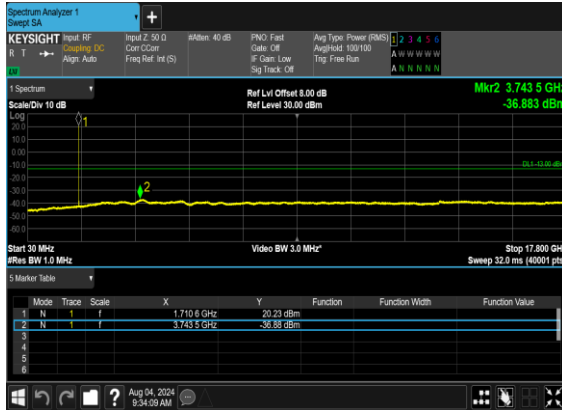 Spectrum Analyzer 1
Swept SA
+
KEYSIGHT Input: RF Input Z: 50 Ω #Atten: 40 dB PNO: Fast Avg Type: Power (RMS) 1 2 3 4 5 6
R T Coupling: DC Corr CCorr Gate: Off Avg|Hold: 100/100 A W W W W W
Align: Auto Freq Ref: Int (S) IF Gain: Low Trig: Free Run
Sig Track: Off A N N N N N
1 Spectrum Ref Lvl Offset 8.00 dB Mkr2 3.743 5 GHz
Scale/Div 10 dB Ref Level 30.00 dBm -36.883 dBm
Log
20.0
10.0
0.00
-10.0
-20.0
-30.0
-40.0
-50.0
-60.0
1
2
DL1 -13.00 dBm
Start 30 MHz Video BW 3.0 MHz* Stop 17.800 GHz
#Res BW 1.0 MHz Sweep 32.0 ms (40001 pts)
5 Marker Table
Mode Trace Scale X Y Function Function Width Function Value
1 N 1 f 1.710 6 GHz 20.23 dBm
2 N 1 f 3.743 5 GHz -36.88 dBm
3
4
5
6
? Aug 04, 2024
9:34:09 AM